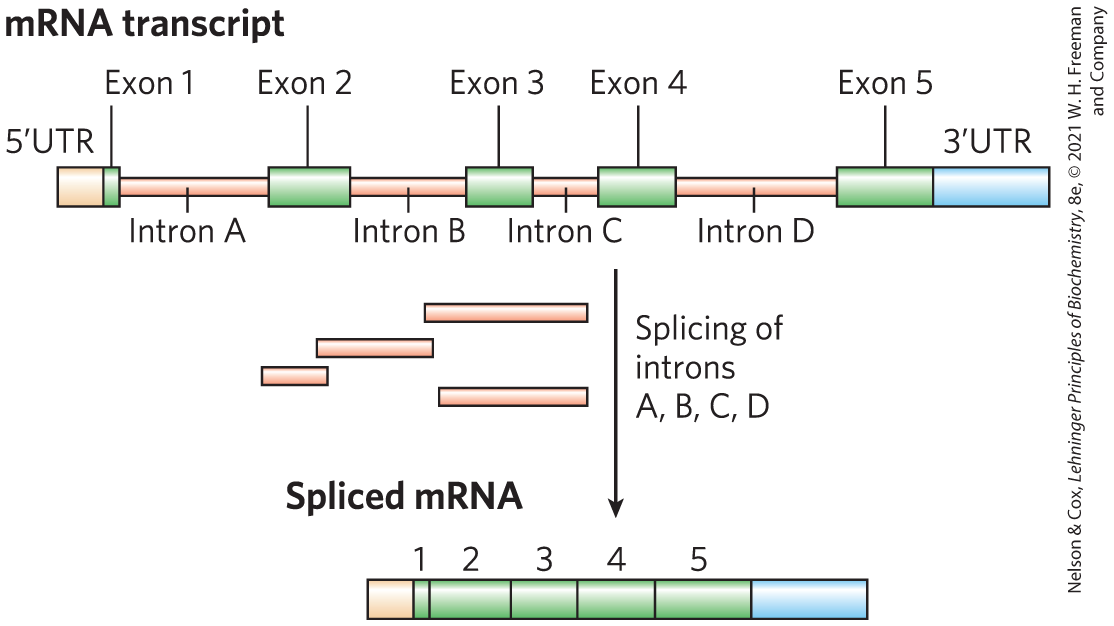 mRNA transcript
Exon 1
Exon 2
Exon 3
Exon 4
Exon 5
5′UTR
3′UTR
Intron A
Intron B
Intron C
Intron D
Splicing of
introns
A, B, C, D
Spliced mRNA
1
2
3
4
5
Nelson & Cox, Lehninger Principles of Biochemistry, 8e, © 2021 W. H. Freeman
and Company